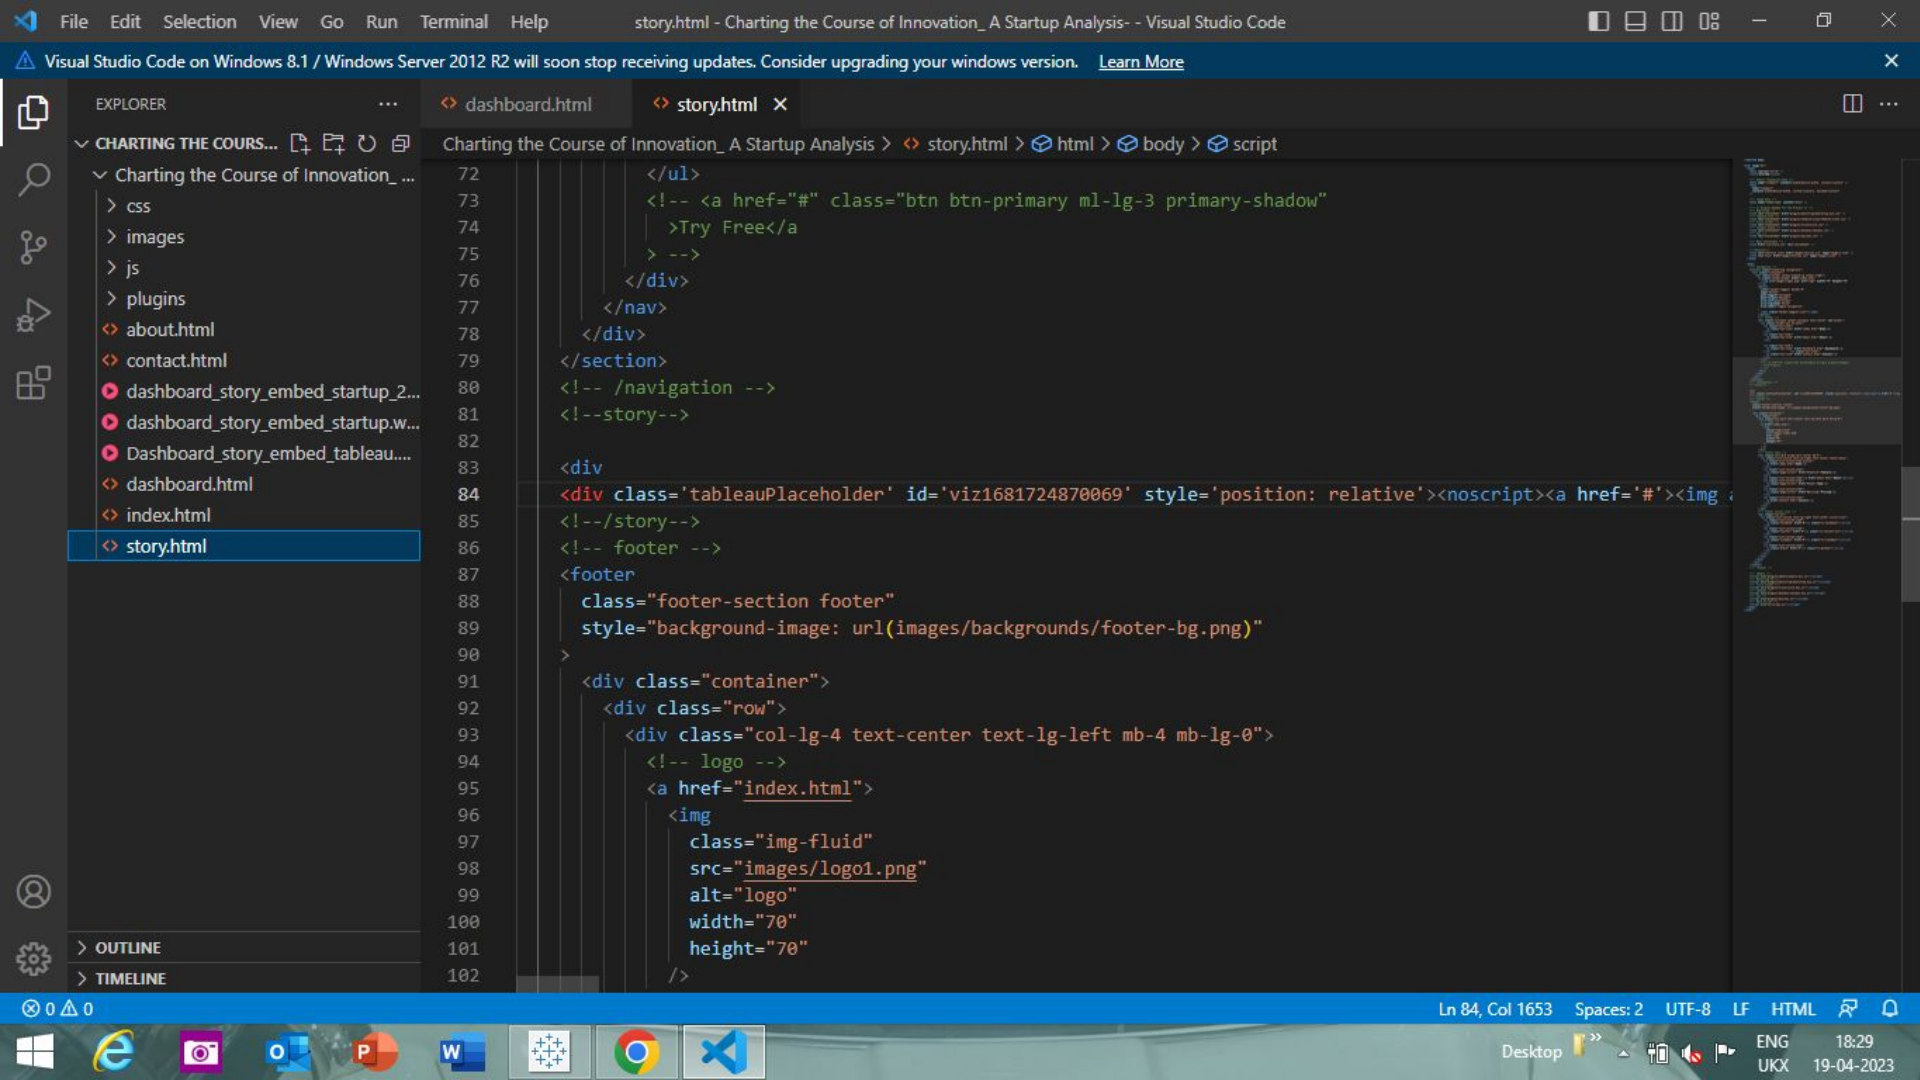 File Edit Selection View Go Run Terminal Help
story.html - Charting the Course of Innovation_ A Startup Analysis- - Visual Studio Code
Visual Studio Code on Windows 8.1 / Windows Server 2012 R2 will soon stop receiving updates. Consider upgrading your windows version. Learn More
EXPLORER
CHARTING THE COURS...
Charting the Course of Innovation_ ...
css
images
js
plugins
about.html
contact.html
dashboard_story_embed_startup_2...
dashboard_story_embed_startup.w...
Dashboard_story_embed_tableau....
dashboard.html
index.html
story.html
OUTLINE
TIMELINE
dashboard.html story.html
Charting the Course of Innovation_ A Startup Analysis > story.html > html > body > script
72 </ul>
73 <!-- <a href="#" class="btn btn-primary ml-lg-3 primary-shadow"
74 >Try Free</a
75 > -->
76 </div>
77 </nav>
78 </div>
79 </section>
80 <!-- /navigation -->
81 <!--story-->
82
83 <div
84 <div class='tableauPlaceholder' id='viz1681724870069' style='position: relative'><noscript><a href='#'><img
85 <!--/story-->
86 <!-- footer -->
87 <footer
88 class="footer-section footer"
89 style="background-image: url(images/backgrounds/footer-bg.png)"
90 >
91 <div class="container">
92 <div class="row">
93 <div class="col-lg-4 text-center text-lg-left mb-4 mb-lg-0">
94 <!-- logo -->
95 <a href="index.html">
96 <img
97 class="img-fluid"
98 src="images/logo1.png"
99 alt="logo"
100 width="70"
101 height="70"
102 />
0 0
Ln 84, Col 1653 Spaces: 2 UTF-8 LF HTML
Desktop
ENG
UKX
18:29
19-04-2023